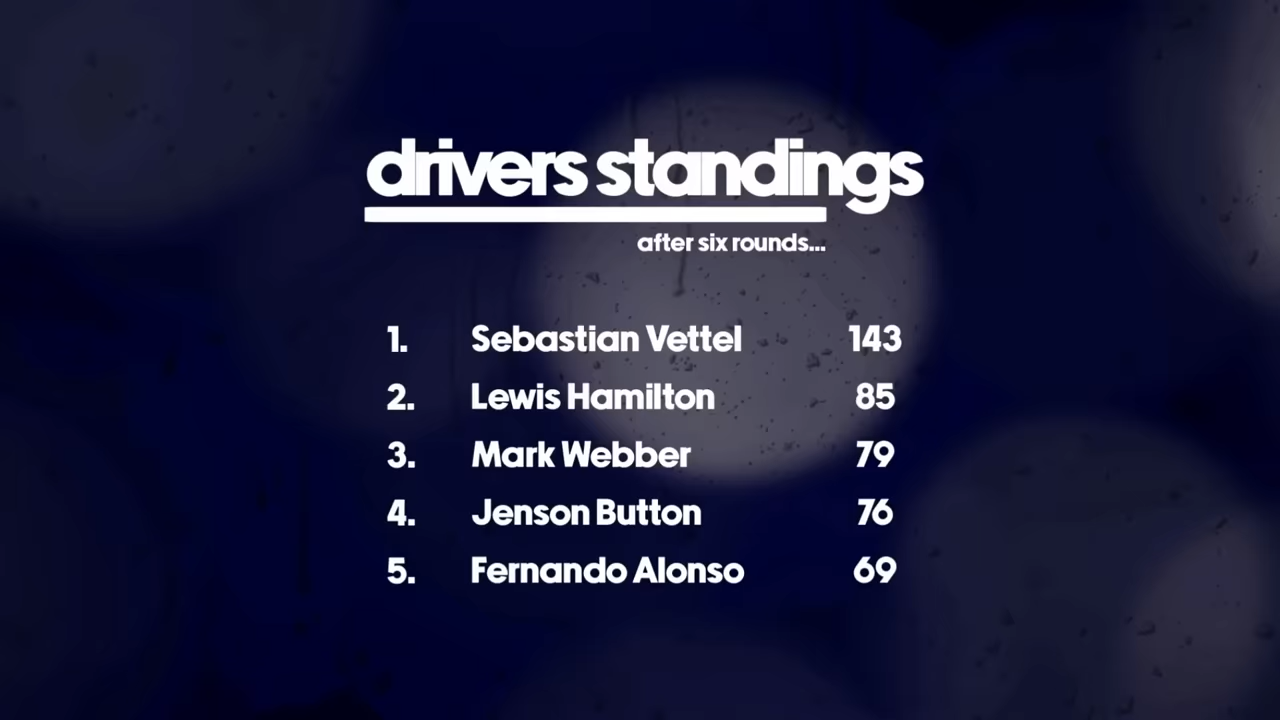 drivers standings
after six rounds...
1. Sebastian Vettel 143
2. Lewis Hamilton 85
3. Mark Webber 79
4. Jenson Button 76
5. Fernando Alonso 69